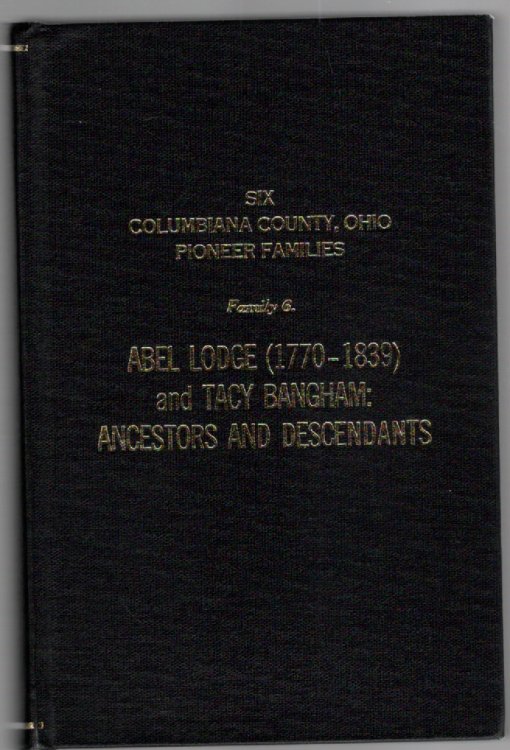 SIX
COLUMBIANA COUNTY, OHIO
PIONEER FAMILIES
Family 6.
ABEL LODGE (1770-1839)
and TACY BANGHAM:
ANCESTORS AND DESCENDANTS